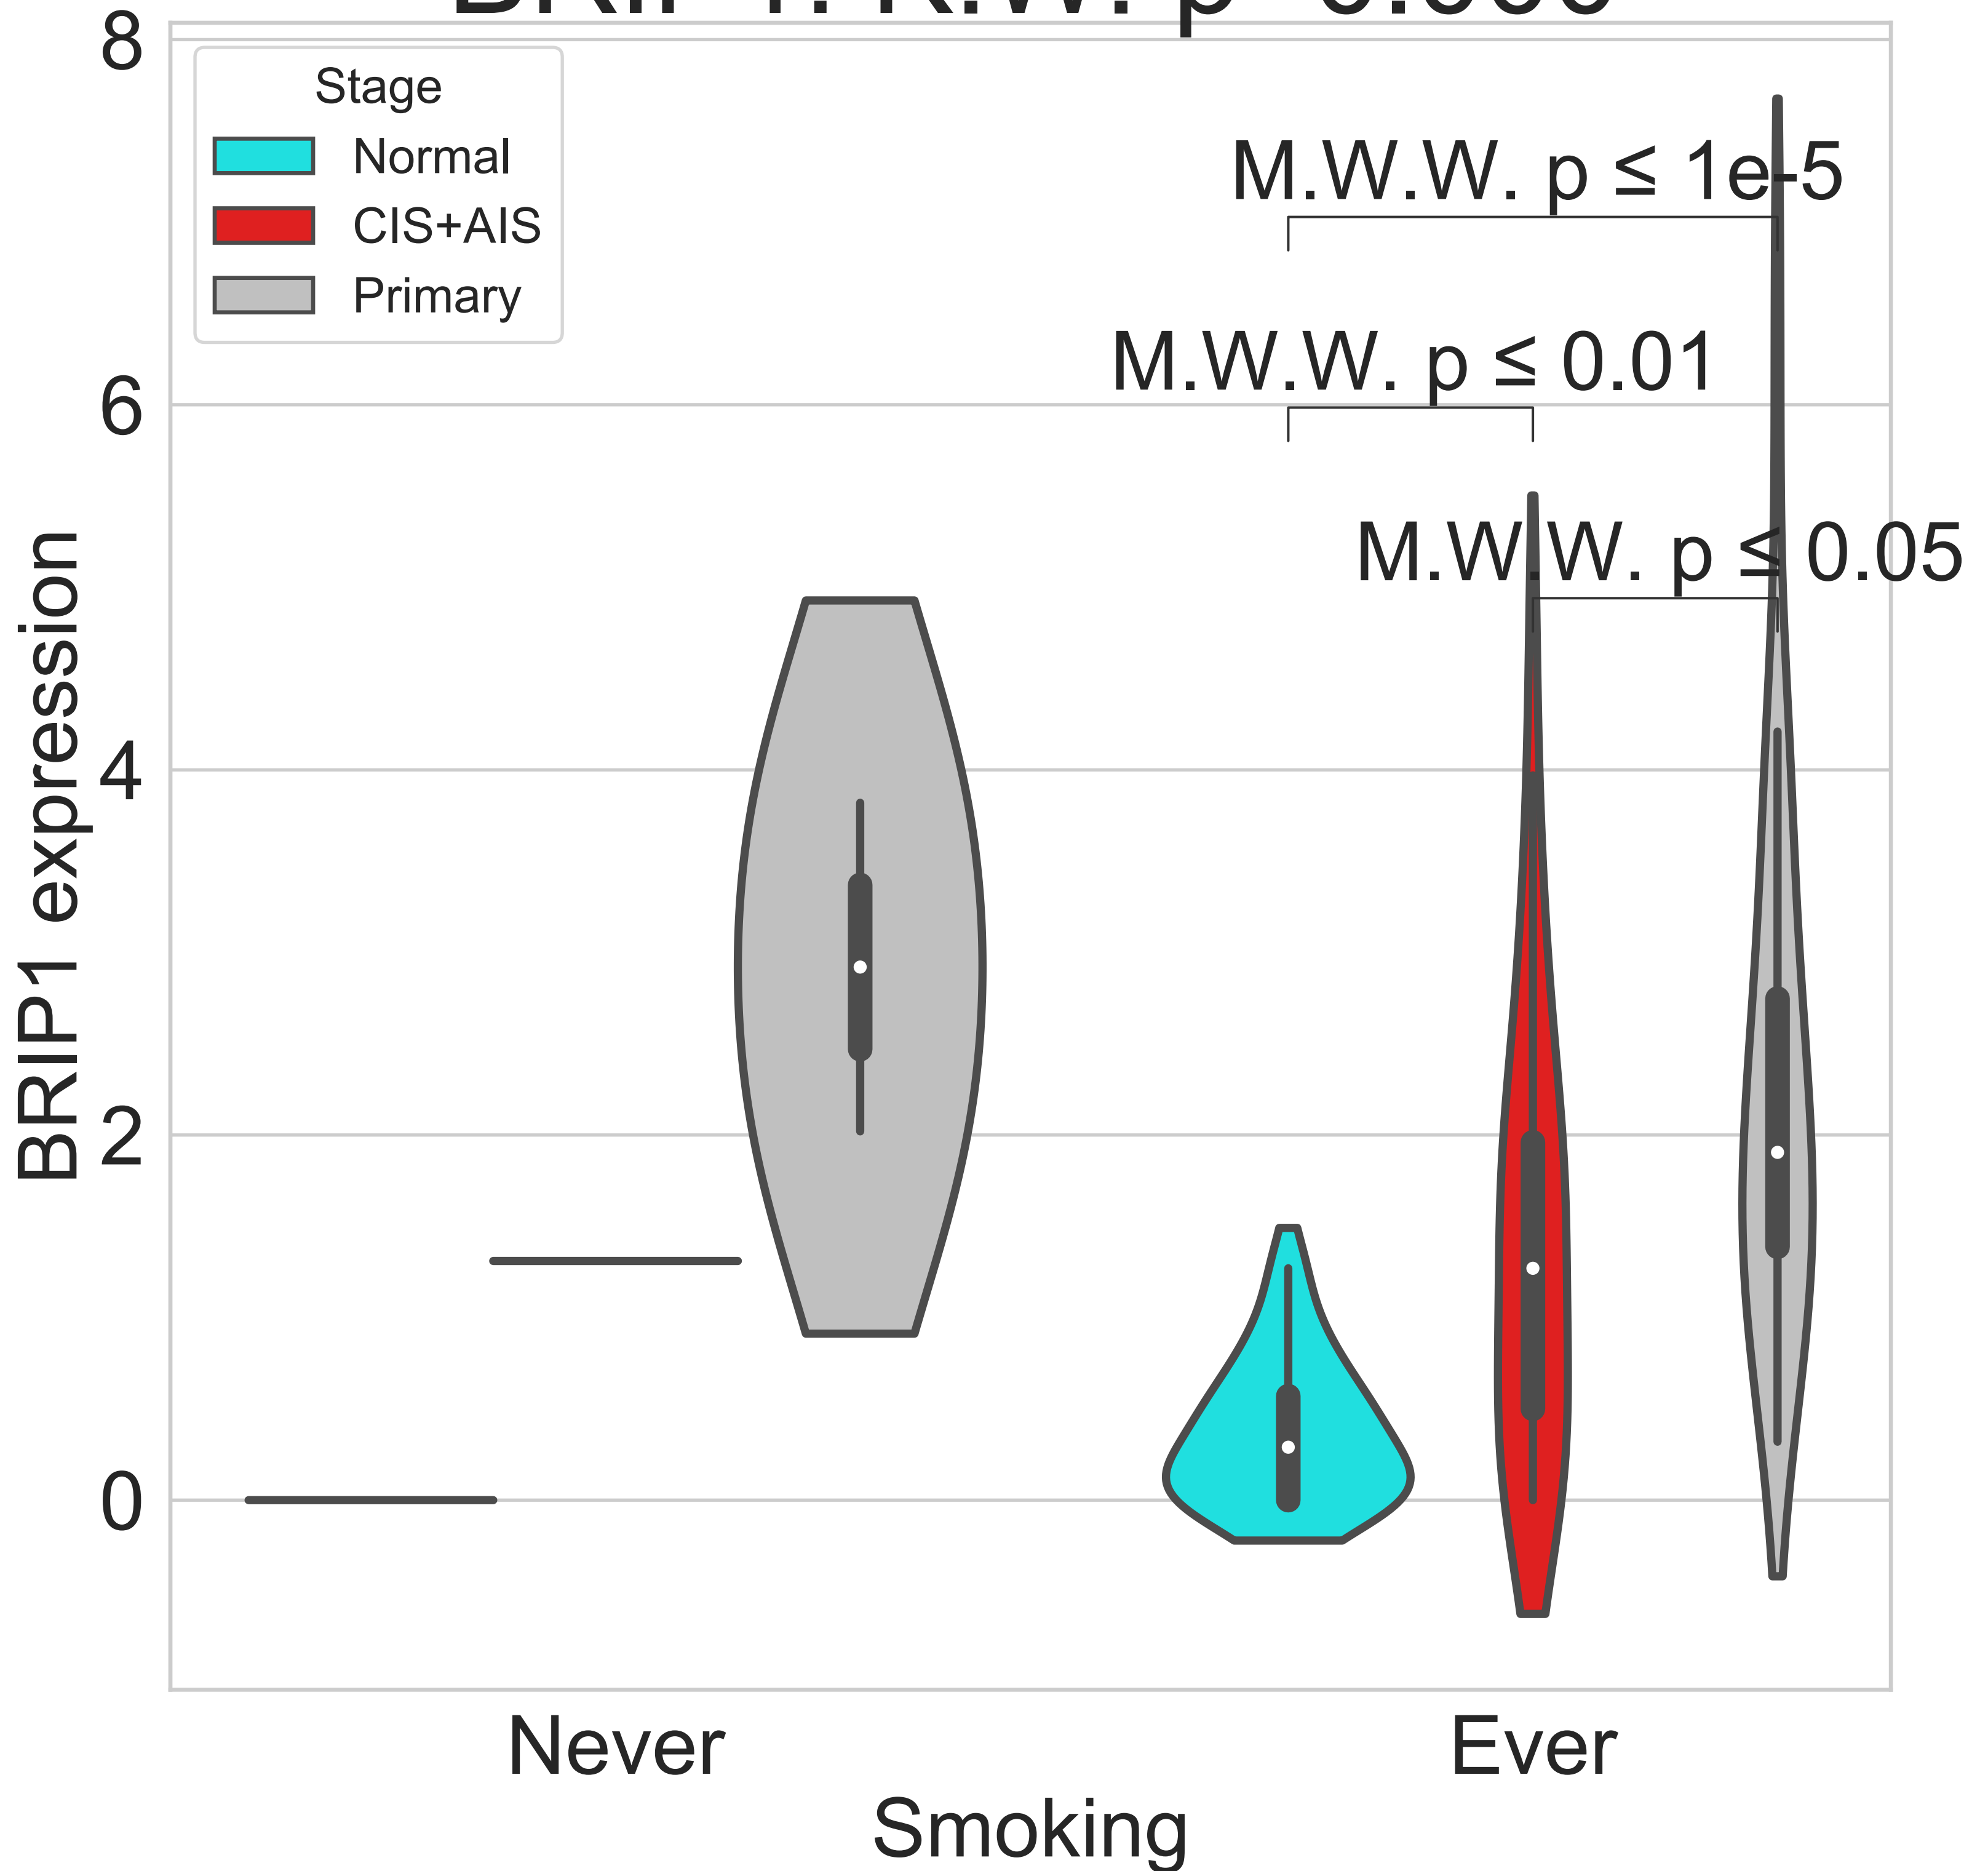 8
Stage
Normal
CIS+AIS
Primary
M.W.W. p ≤ 1e-5
M.W.W. p ≤ 0.01
6
M.W.W. p ≤ 0.05
BRIP1 expression
4
2
0
Never
Ever
Smoking